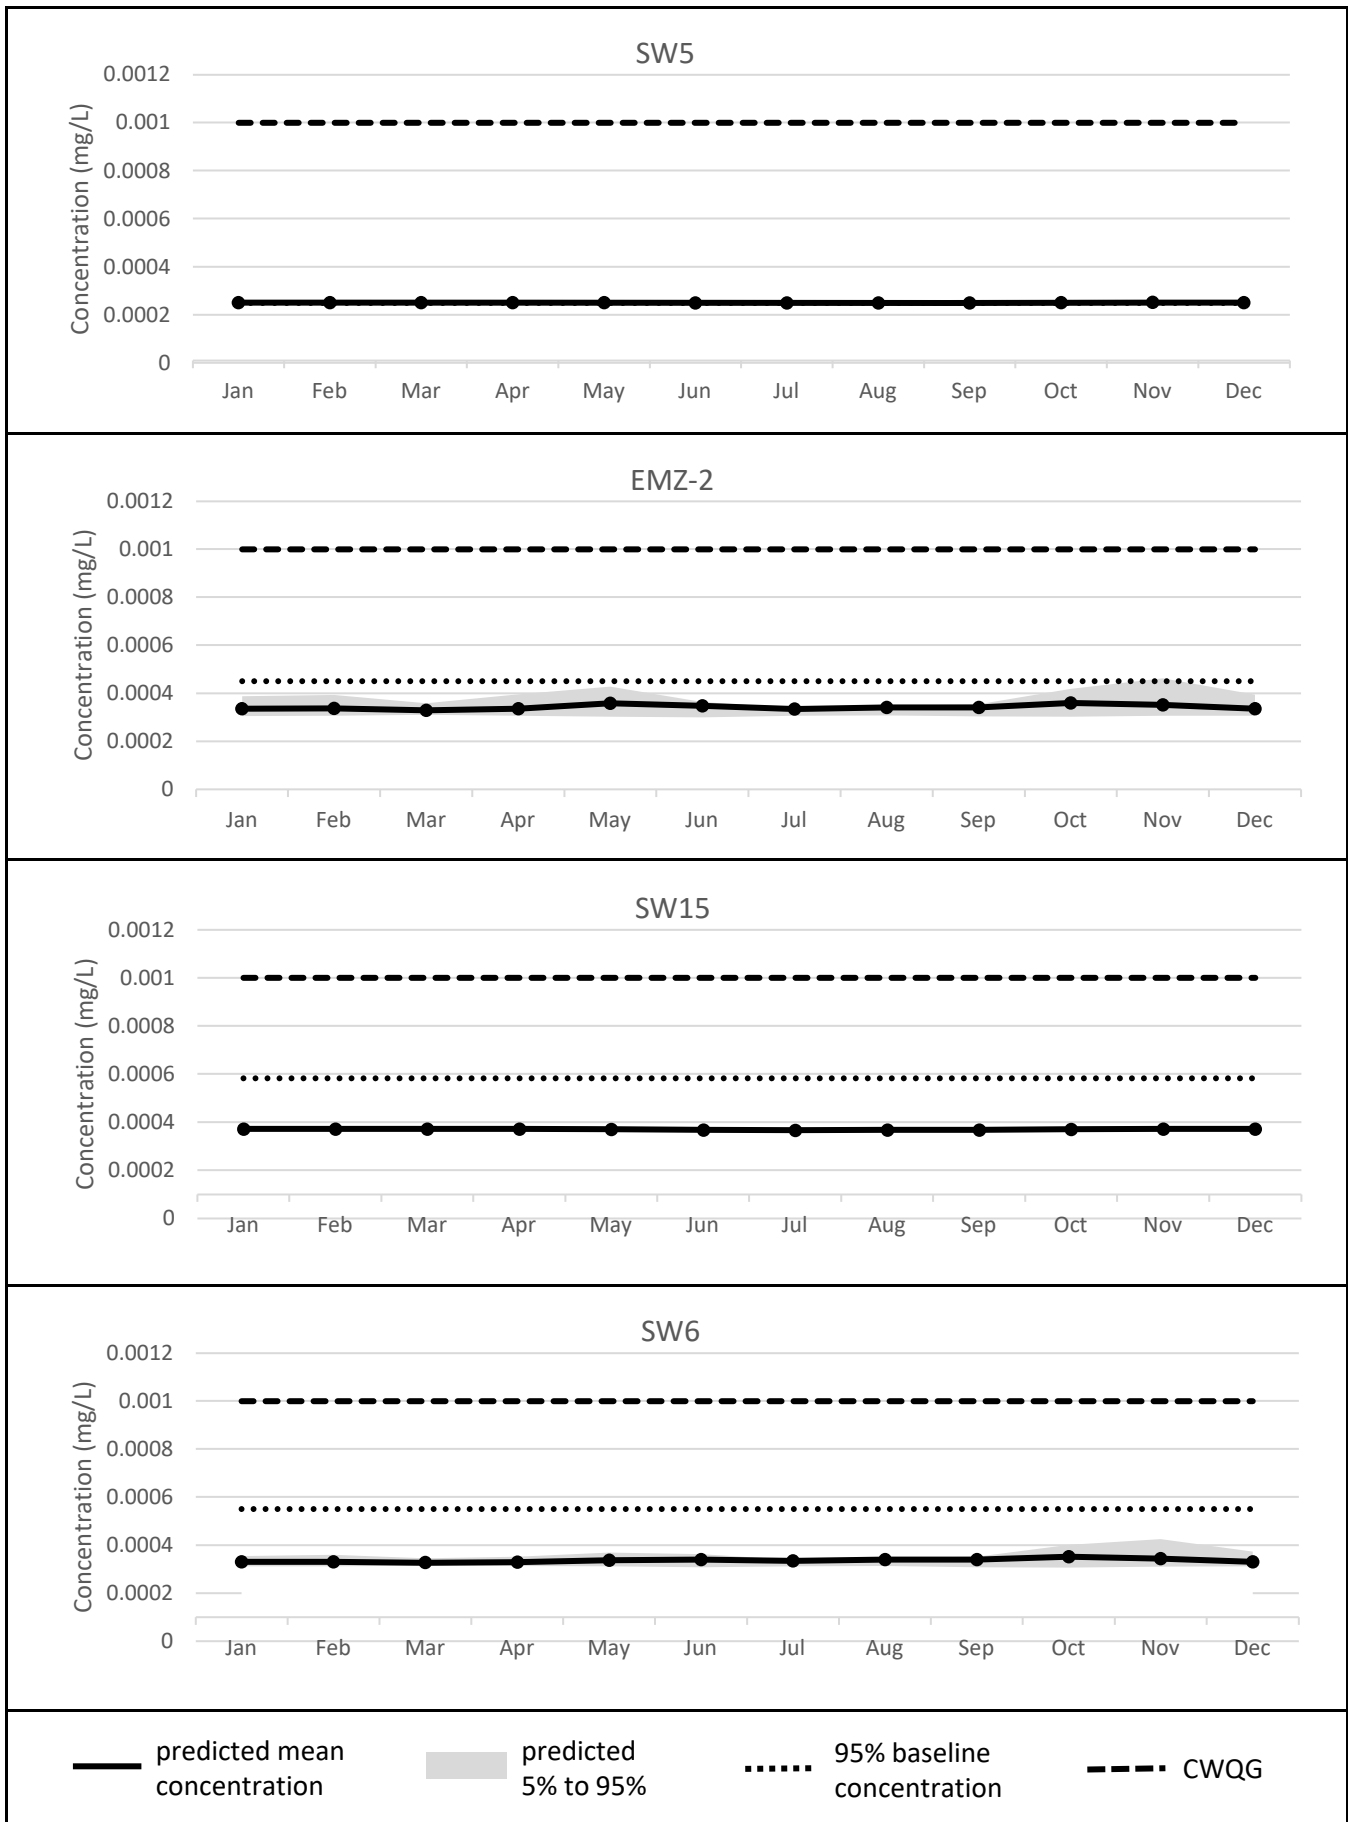 SW5
Concentration (mg/L)
0.0012
0.001
0.0008
0.0006
0.0004
0.0002
0
Jan Feb Mar Apr May Jun Jul Aug Sep Oct Nov Dec
EMZ-2
Concentration (mg/L)
0.0012
0.001
0.0008
0.0006
0.0004
0.0002
0
Jan Feb Mar Apr May Jun Jul Aug Sep Oct Nov Dec
SW15
Concentration (mg/L)
0.0012
0.001
0.0008
0.0006
0.0004
0.0002
0
Jan Feb Mar Apr May Jun Jul Aug Sep Oct Nov Dec
SW6
Concentration (mg/L)
0.0012
0.001
0.0008
0.0006
0.0004
0.0002
0
Jan Feb Mar Apr May Jun Jul Aug Sep Oct Nov Dec
predicted mean
concentration
predicted
5% to 95%
95% baseline
concentration
CWQG